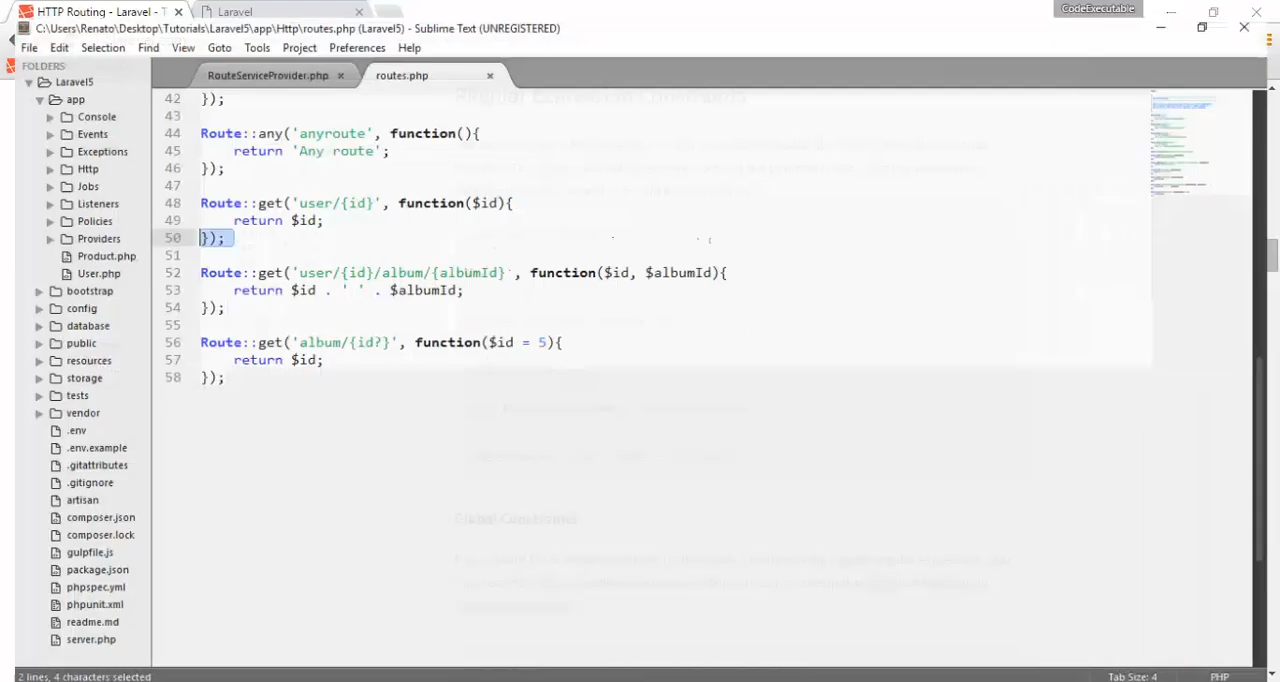 HTTP Routing - Laravel - T
Laravel
CodeExecutable
C:\Users\Renato\Desktop\Tutorials\Laravel5\app\Http\routes.php (Laravel5) - Sublime Text (UNREGISTERED)
File Edit Selection Find View Goto Tools Project Preferences Help
FOLDERS
Laravel5
app
Console
Events
Exceptions
Http
Jobs
Listeners
Policies
Providers
Product.php
User.php
bootstrap
config
database
public
resources
storage
tests
vendor
.env
.env.example
.gitattributes
.gitignore
artisan
composer.json
composer.lock
gulpfile.js
package.json
phpspec.yml
phpunit.xml
readme.md
server.php
RouteServiceProvider.php
routes.php
42 });
43
44 Route::any('anyroute', function(){
45 return 'Any route';
46 });
47
48 Route::get('user/{id}', function($id){
49 return $id;
50 });
51
52 Route::get('user/{id}/album/{albumId}', function($id, $albumId){
53 return $id . ' ' . $albumId;
54 });
55
56 Route::get('album/{id?}', function($id = 5){
57 return $id;
58 });
Regular Expression Constraints
Global Constraints
2 lines, 4 characters selected
Tab Size: 4
PHP